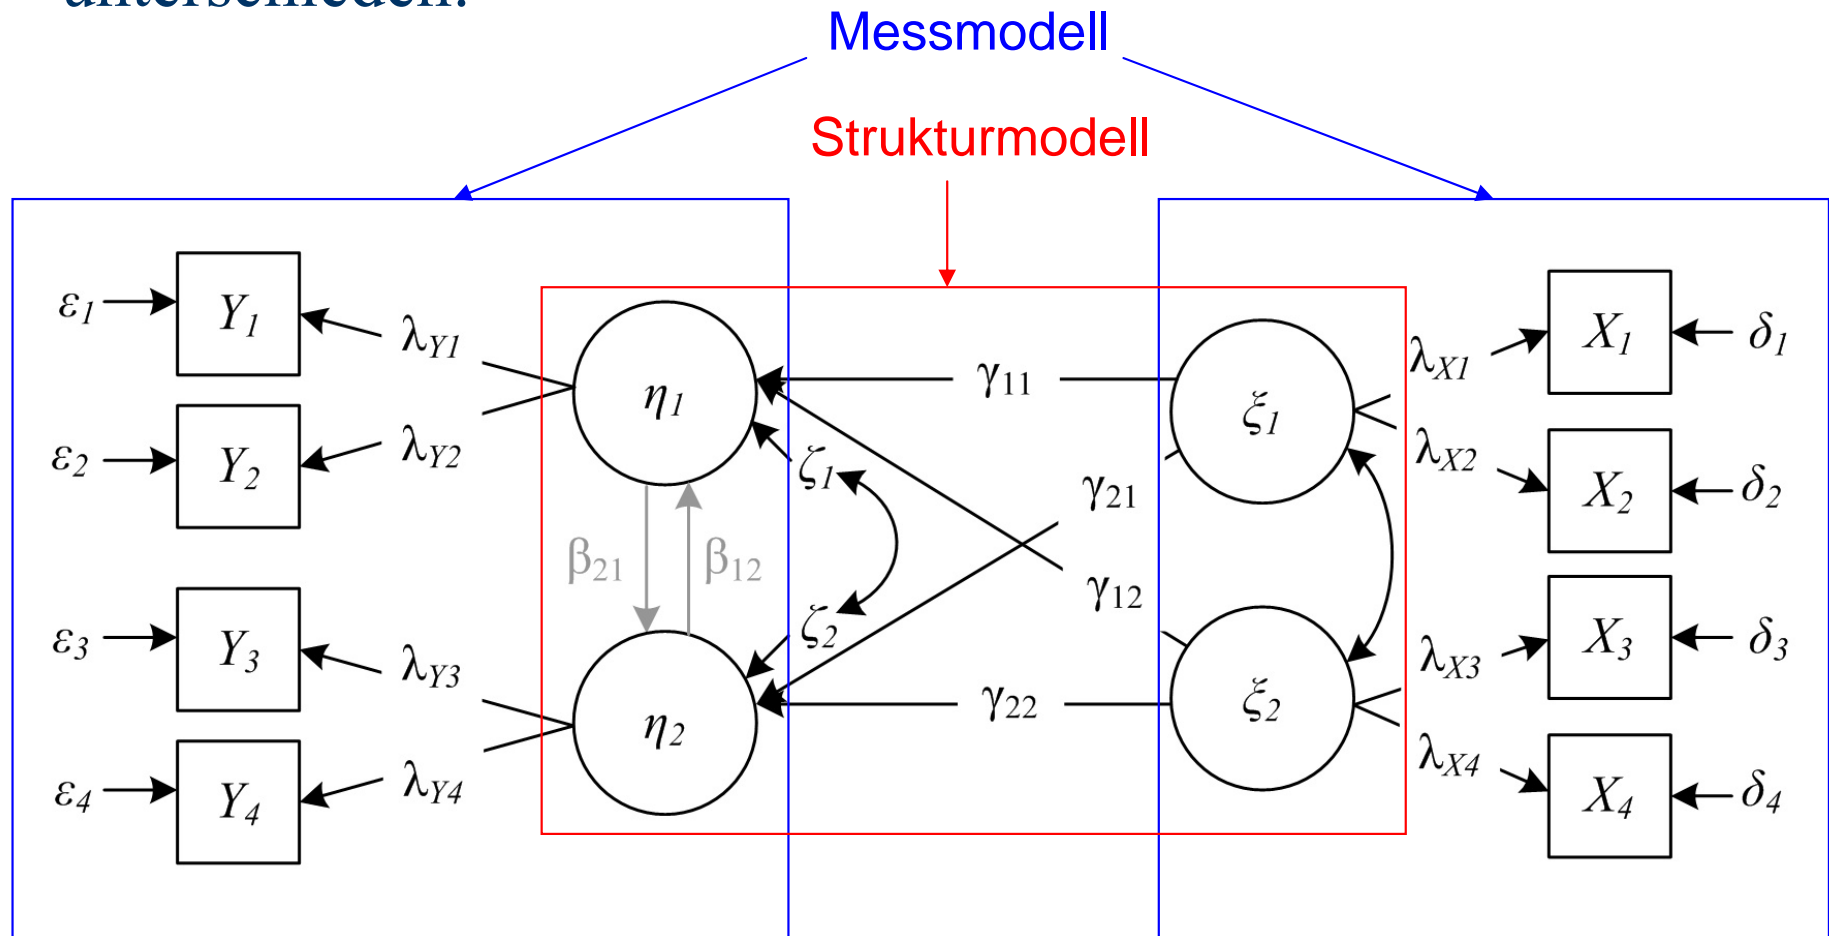 unterschieden:
Messmodell
Strukturmodell
ε1 Y1 λY1 η1 γ11 ξ1 λX1 X1 δ1
ε2 Y2 λY2 ζ1 γ21 λX2 X2 δ2
β21 β12
ε3 Y3 λY3 ζ2 γ12 λX3 X3 δ3
η2 γ22 ξ2
ε4 Y4 λY4 λX4 X4 δ4